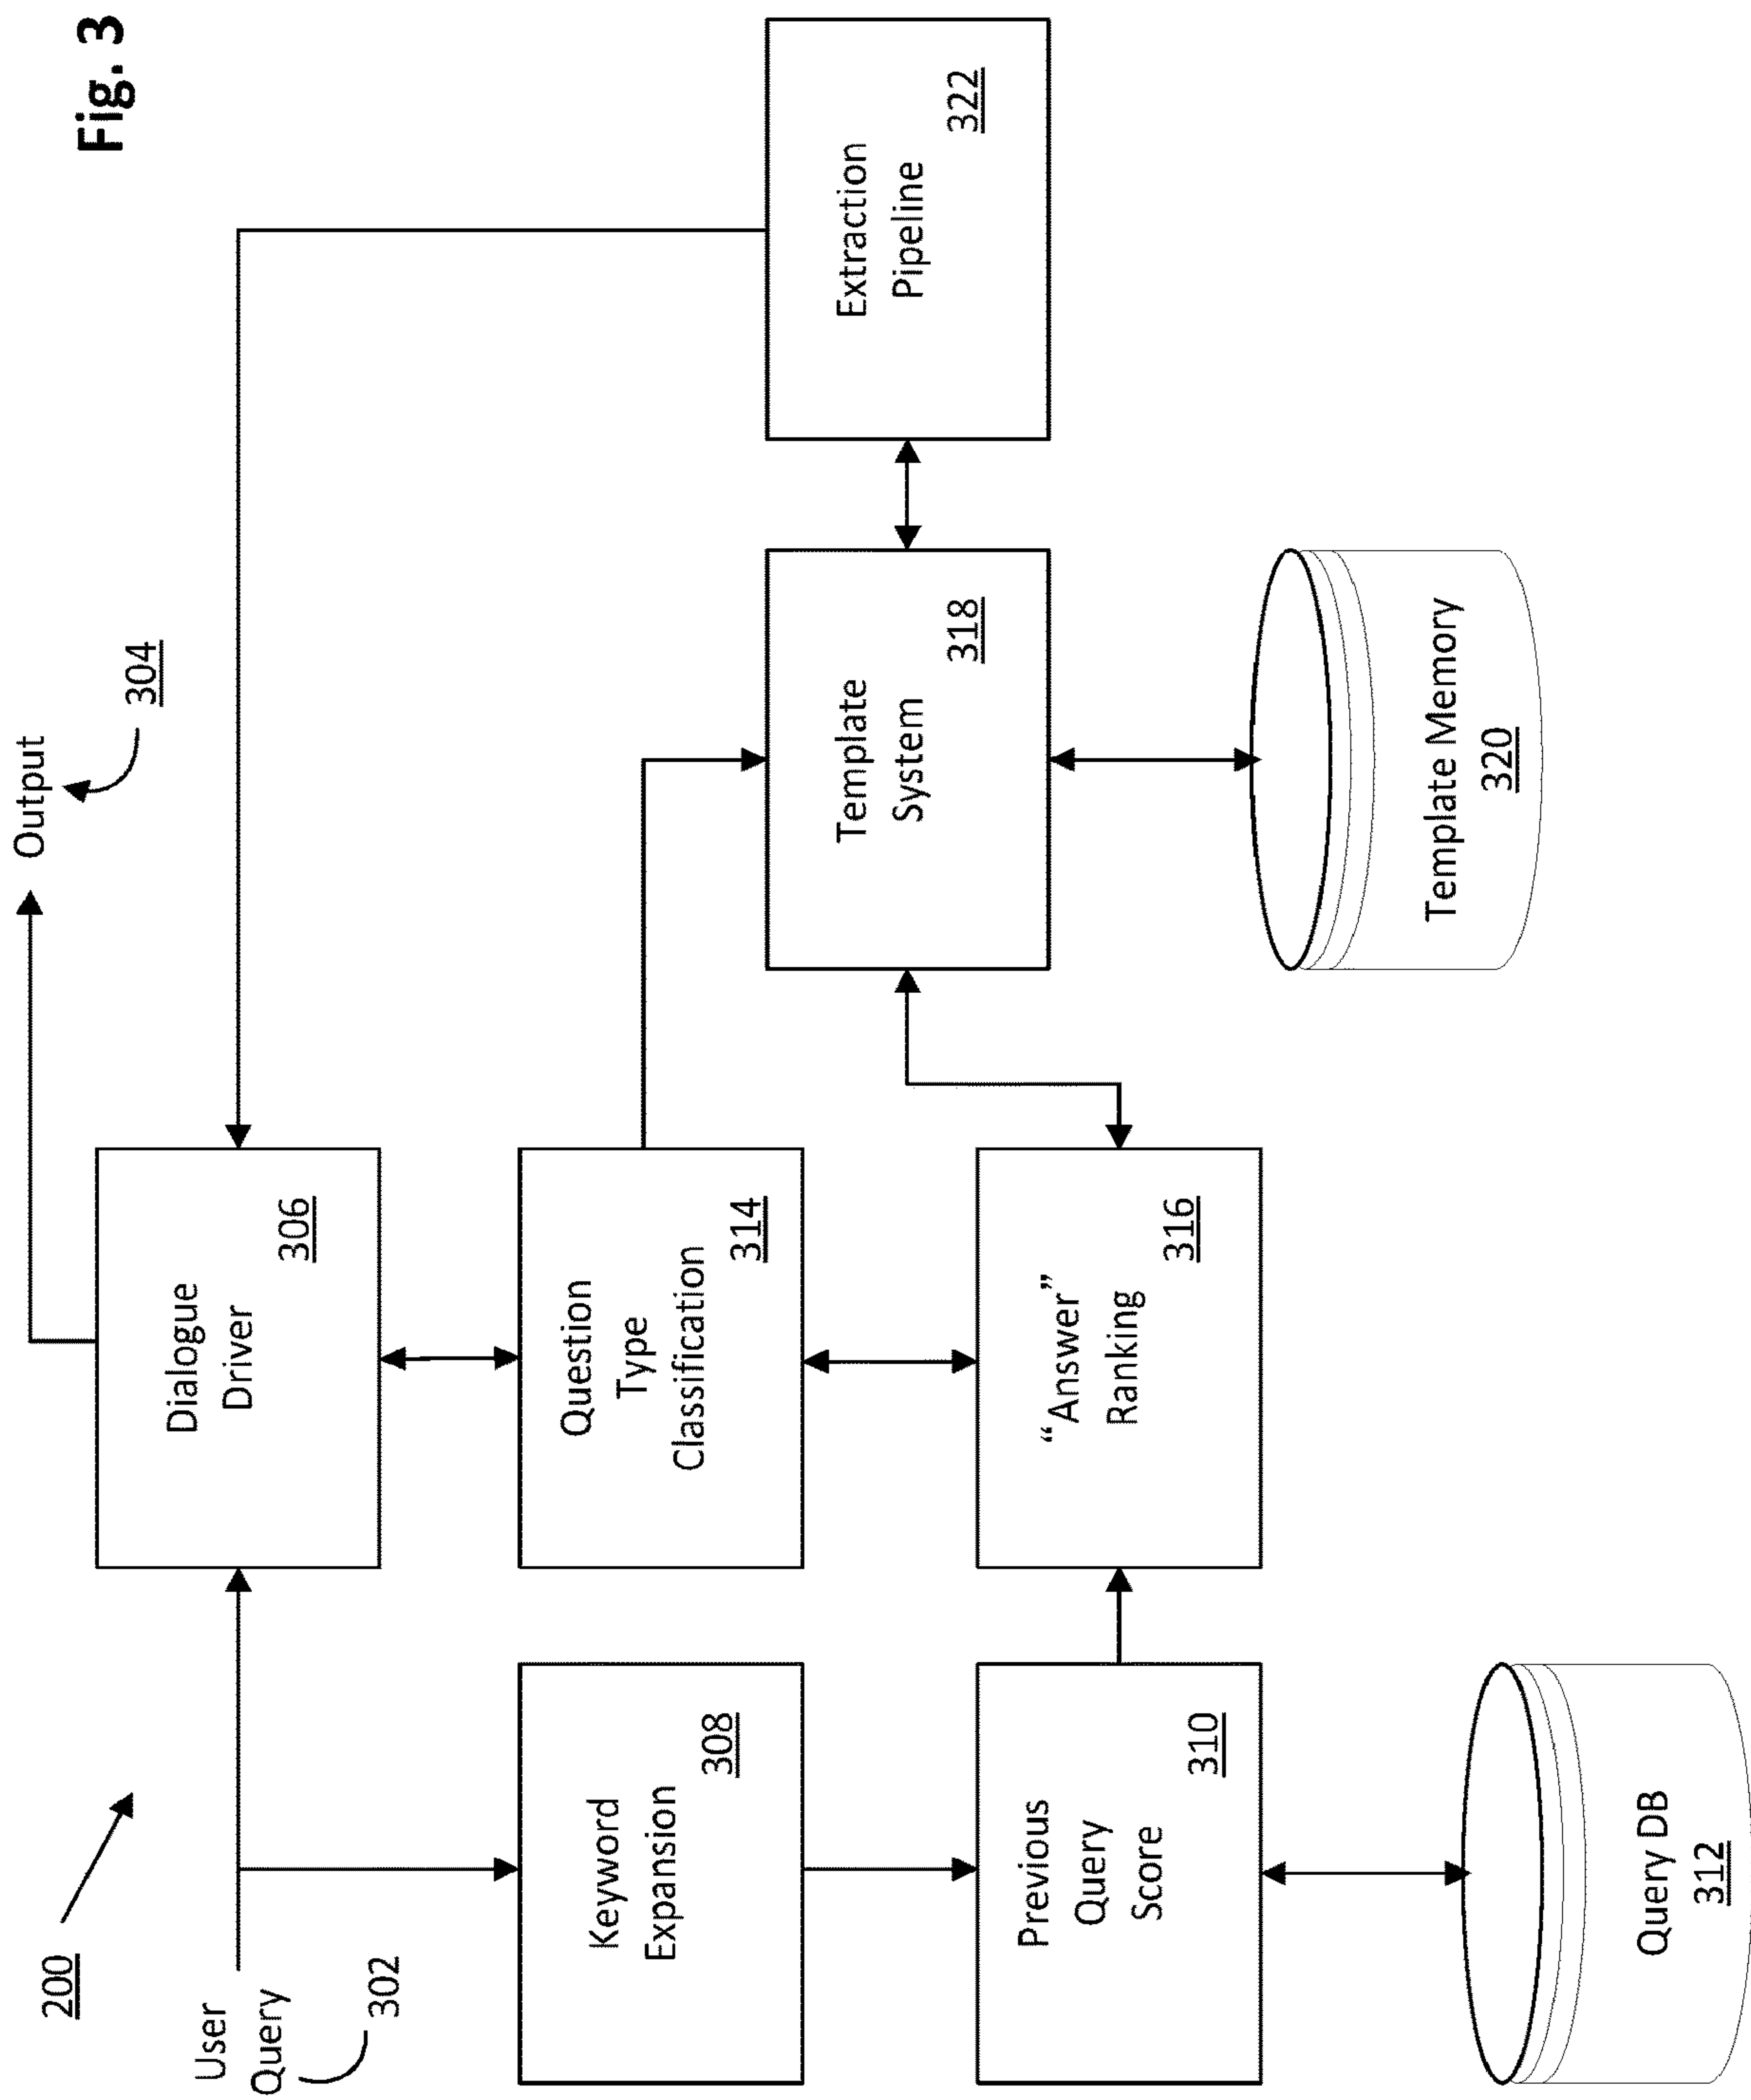 Fig. 3
200
User
Query
302
Output
304
Dialogue
Driver
306
Keyword
Expansion
308
Question
Type
Classification
314
Template
System
318
Extraction
Pipeline
322
Previous
Query
Score
310
“Answer”
Ranking
316
Query DB
312
Template Memory
320